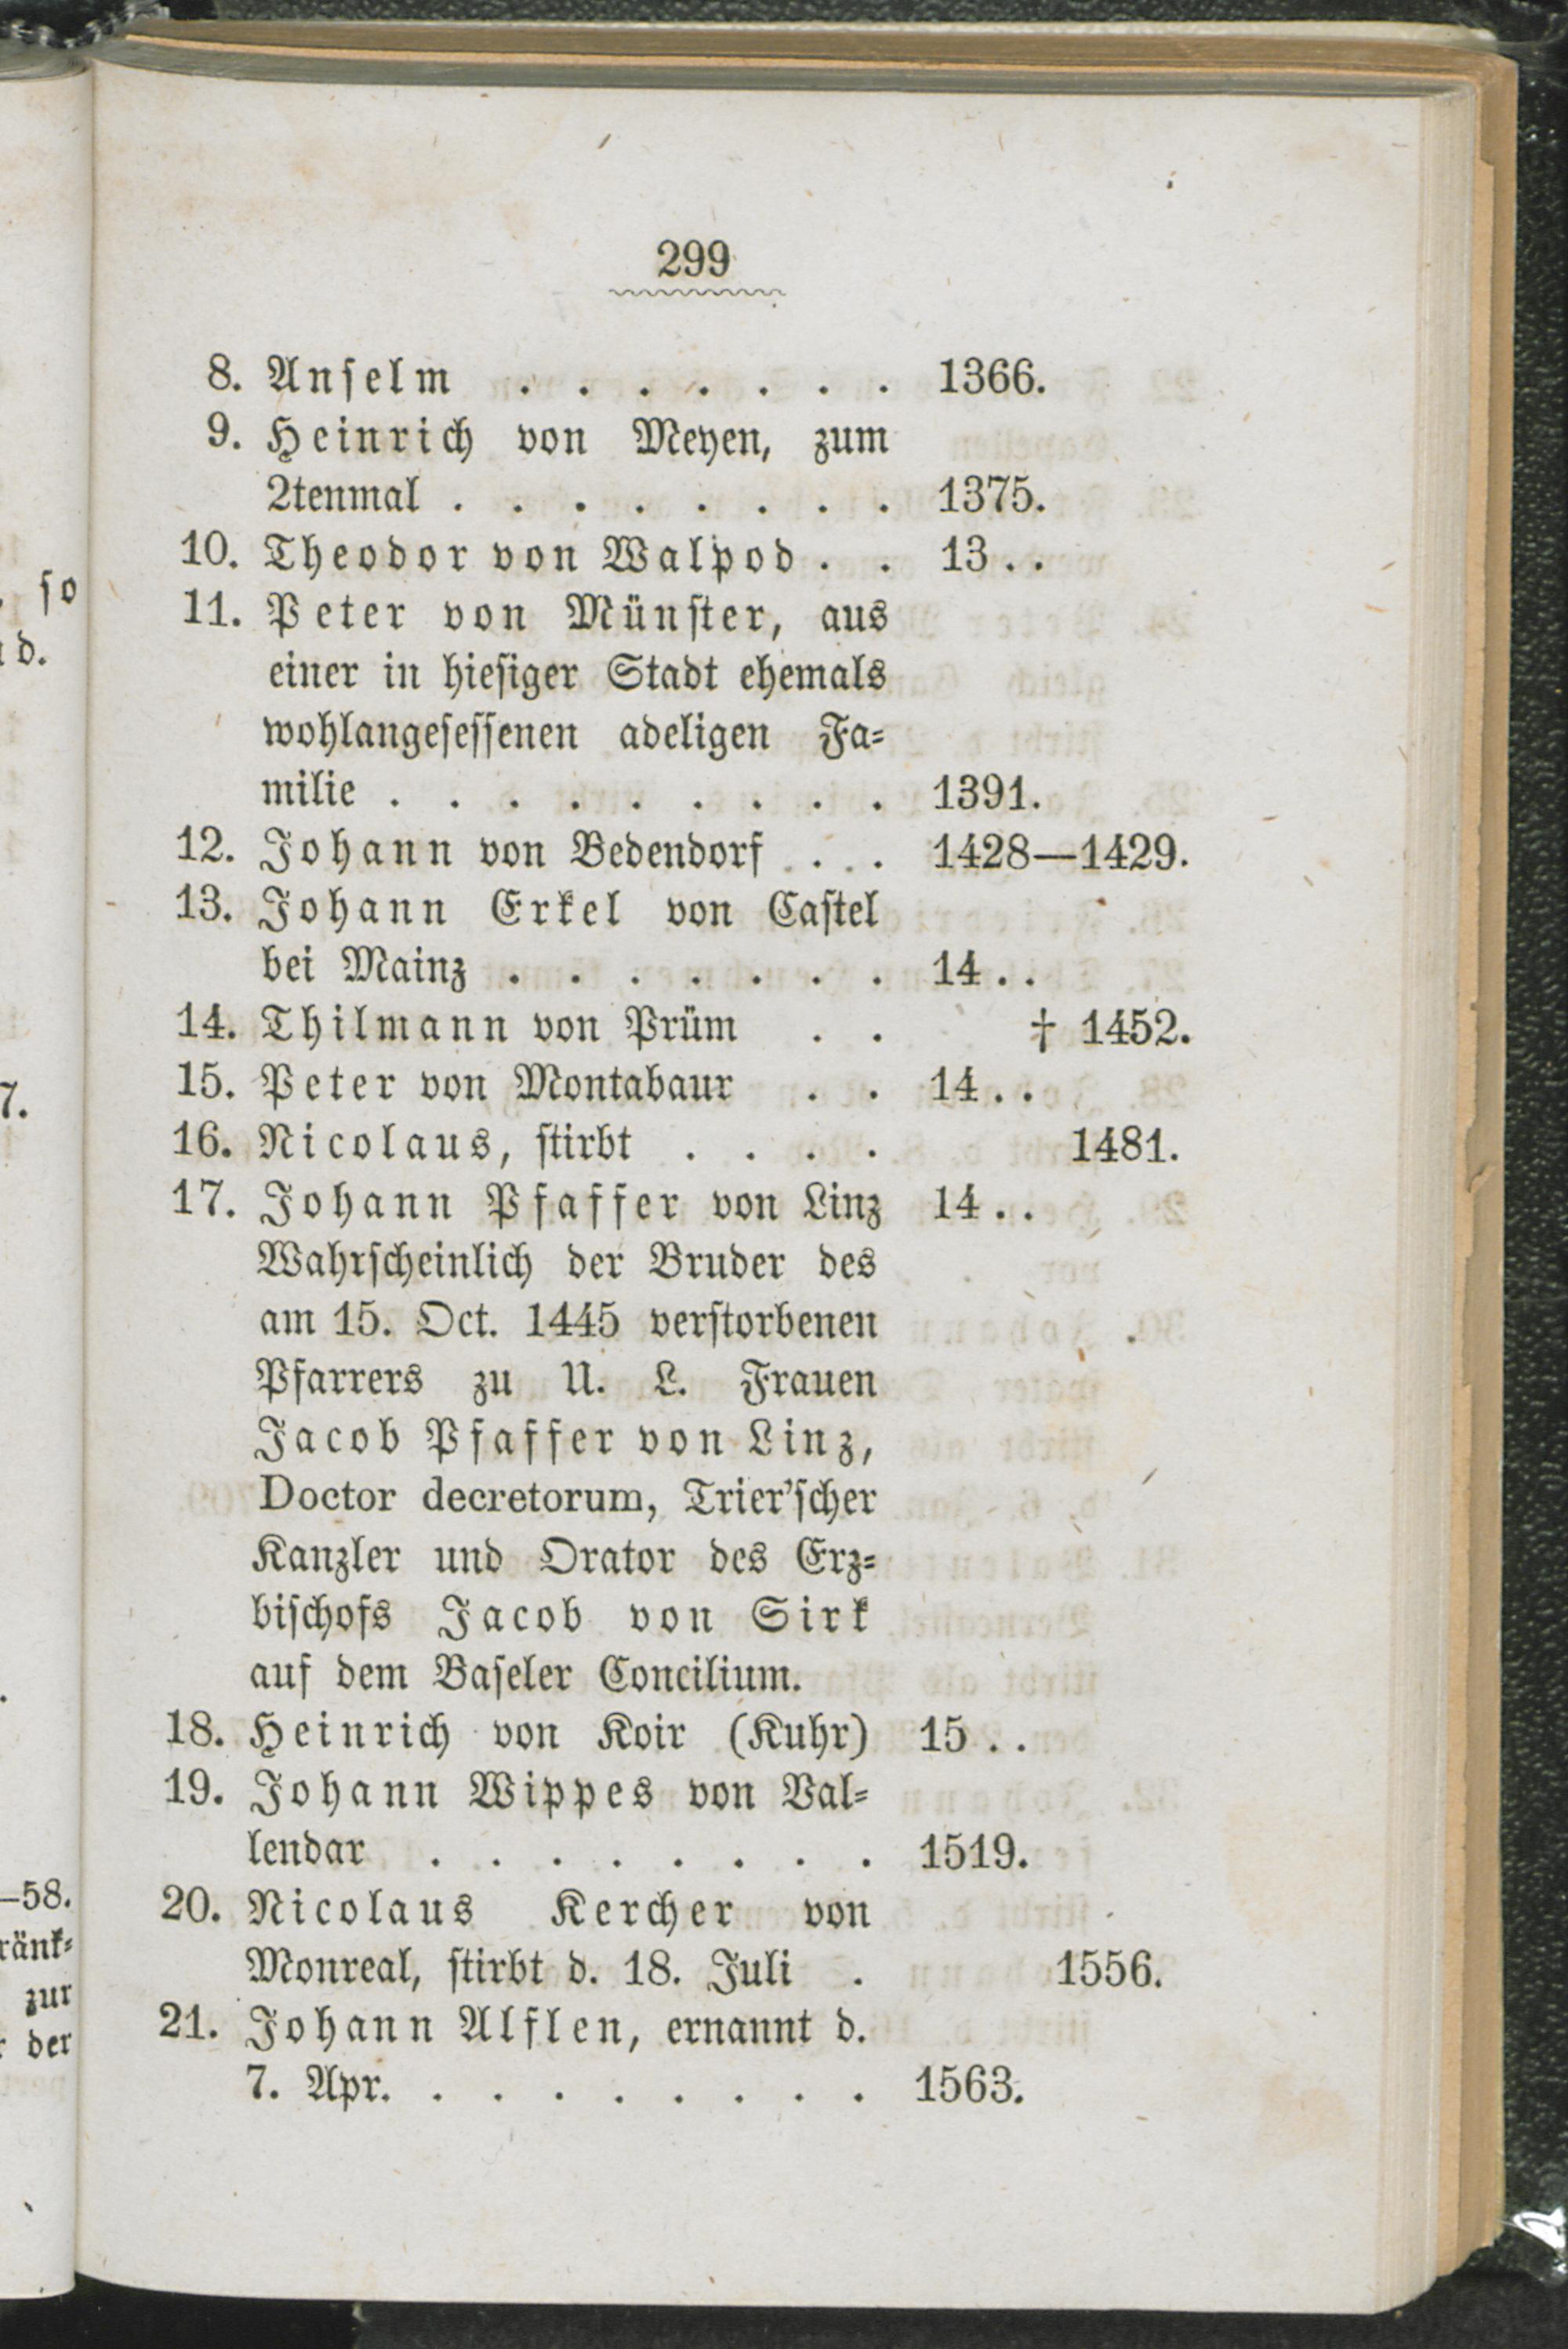 299
8. Anselm . . . . . . . 1366.
9. Heinrich von Meyen, zum
2tenmal . . . . . . . . 1375.
10. Theodor von Walpod . . 13 . .
11. Peter von Münster, aus
einer in hiesiger Stadt ehemals
wohlangesessenen adeligen Fa=
milie . . . . . . . . . 1391.
12. Johann von Bedendorf . . . 1428—1429.
13. Johann Erkel von Castel
bei Mainz . . . . . . . 14 . .
14. Thilmann von Prüm . . † 1452.
15. Peter von Montabaur . . 14 . .
16. Nicolaus, stirbt . . . . 1481.
17. Johann Pfaffer von Linz 14 . .
Wahrscheinlich der Bruder des
am 15. Oct. 1445 verstorbenen
Pfarrers zu U. L. Frauen
Jacob Pfaffer von Linz,
Doctor decretorum, Trier'scher
Kanzler und Orator des Erz=
bischofs Jacob von Sirk
auf dem Baseler Concilium.
18. Heinrich von Koir (Kuhr) 15 . .
19. Johann Wippes von Val=
lendar . . . . . . . . 1519.
20. Nicolaus Kercher von
Monreal, stirbt d. 18. Juli . 1556.
21. Johann Alflen, ernannt d.
7. Apr. . . . . . . . . 1563.
so
d.
7.
—58.
ränk=
zur
der